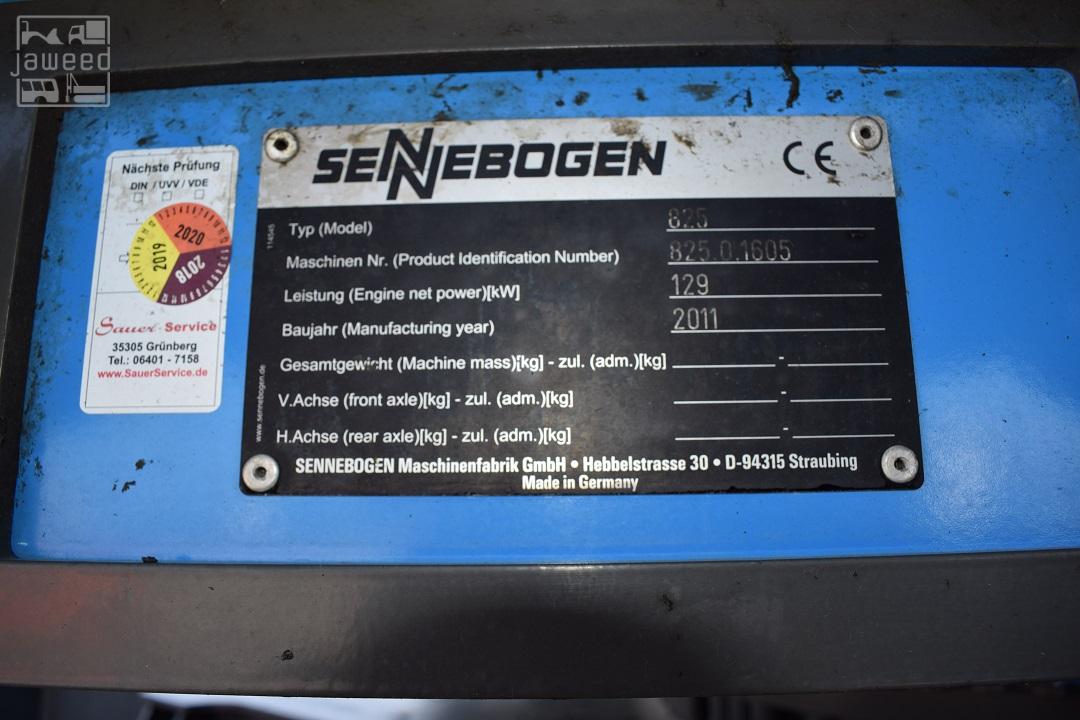 jaweed
Nächste Prüfung
DIN / UVV / VDE
2020
2019
2018
Sauer Service
35305 Grünberg
Tel.: 06401 - 7158
www.SauerService.de
SENNEBOGEN CE
114545
www.sennebogen.de
Typ (Model) 825
Maschinen Nr. (Product Identification Number) 825.0.1605
Leistung (Engine net power)[kW] 129
Baujahr (Manufacturing year) 2011
Gesamtgewicht (Machine mass)[kg] - zul. (adm.)[kg] -
V.Achse (front axle)[kg] - zul. (adm.)[kg] -
H.Achse (rear axle)[kg] - zul. (adm.)[kg] -
SENNEBOGEN Maschinenfabrik GmbH • Hebbelstrasse 30 • D-94315 Straubing
Made in Germany